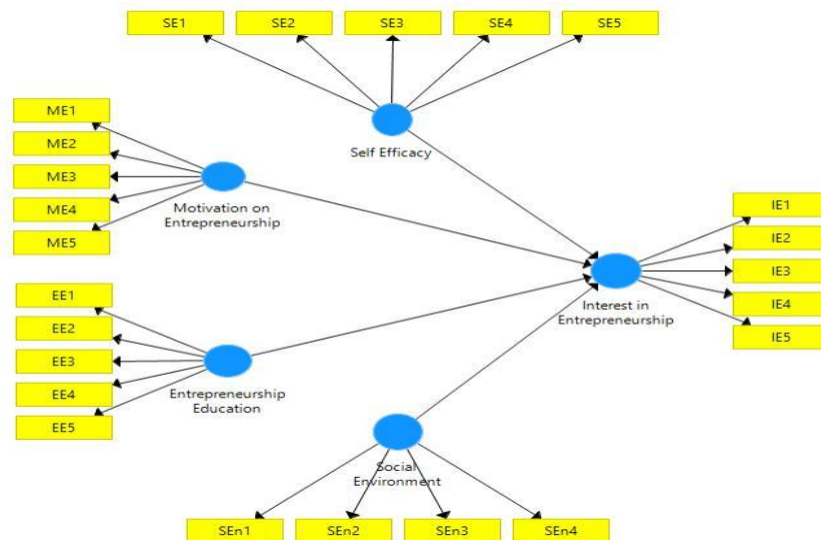 SE1
SE2
SE3
SE4
SE5
Self Efficacy
ME1
ME2
ME3
ME4
ME5
Motivation on
Entrepreneurship
EE1
EE2
EE3
EE4
EE5
Entrepreneurship
Education
IE1
IE2
IE3
IE4
IE5
Interest in
Entrepreneurship
Social
Environment
SEn1
SEn2
SEn3
SEn4